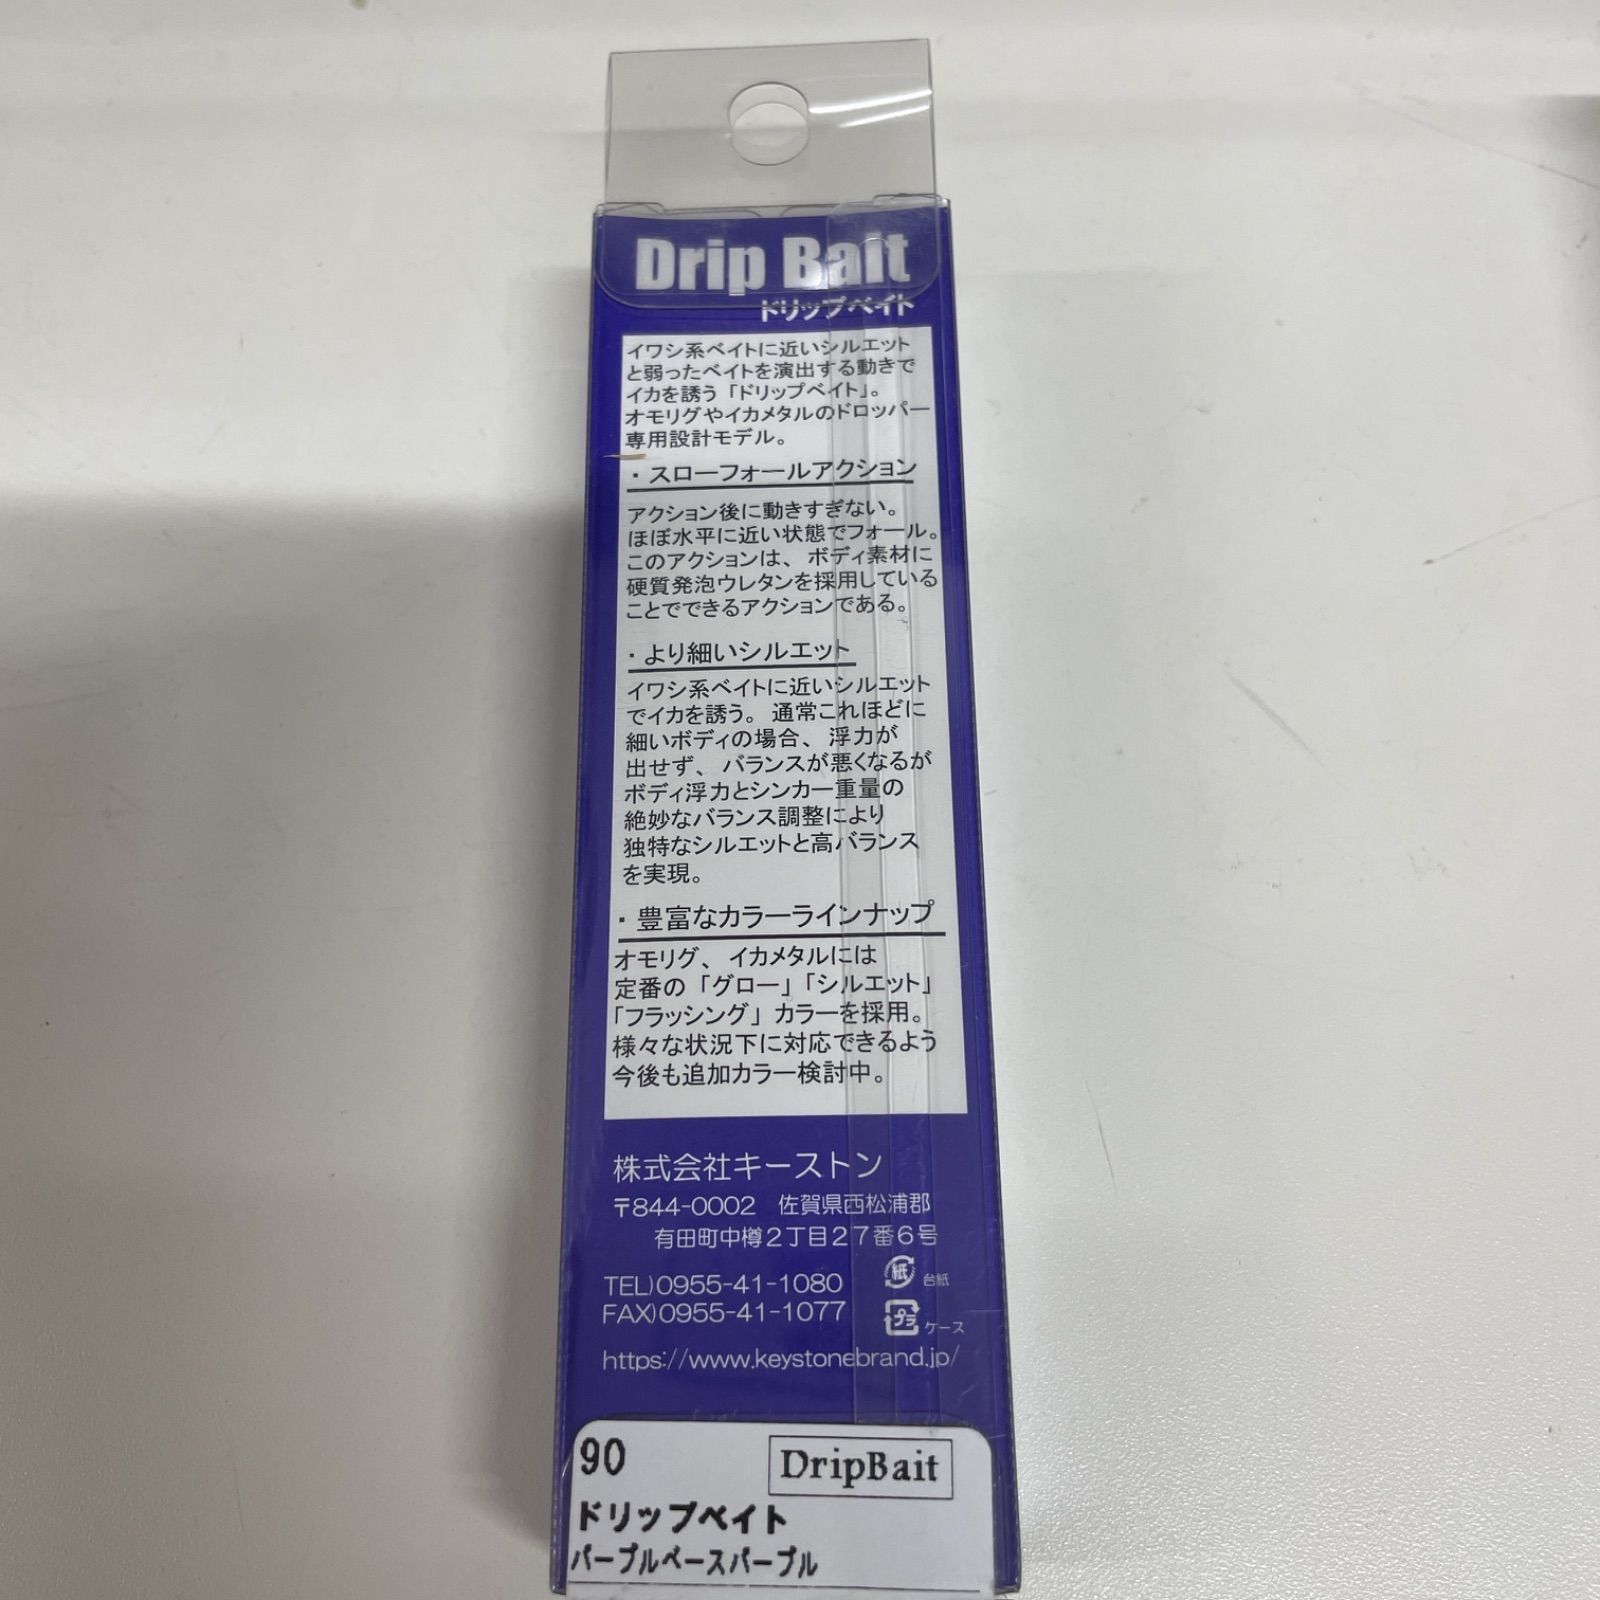 Drip Bait
ドリップベイト
イワシ系ベイトに近いシルエット
と弱ったベイトを演出する動きで
イカを誘う「ドリップベイト」。
オモリグやイカメタルのドロッパー
専用設計モデル。
・スローフォールアクション
アクション後に動きすぎない。
ほぼ水平に近い状態でフォール。
このアクションは、ボディ素材に
硬質発泡ウレタンを採用している
ことでできるアクションである。
・より細いシルエット
イワシ系ベイトに近いシルエット
でイカを誘う。通常これほどに
細いボディの場合、浮力が
出せず、バランスが悪くなるが
ボディ浮力とシンカー重量の
絶妙なバランス調整により
独特なシルエットと高バランス
を実現。
・豊富なカラーラインナップ
オモリグ、イカメタルには
定番の「グロー」「シルエット」
「フラッシング」カラーを採用。
様々な状況下に対応できるよう
今後も追加カラー検討中。
株式会社キーストン
〒844-0002 佐賀県西松浦郡
有田町中樽2丁目27番6号
紙 台紙
TEL)0955-41-1080
FAX)0955-41-1077
プラ ケース
https://www.keystonebrand.jp/
90 DripBait
ドリップベイト
パープルベースパープル